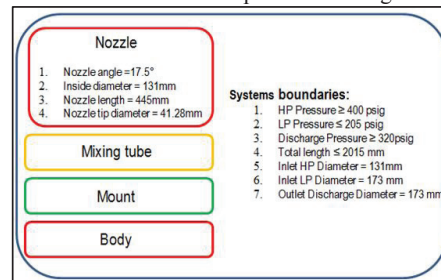 Nozzle
1. Nozzle angle =17.5°
2. Inside diameter = 131mm
3. Nozzle length = 445mm
4. Nozzle tip diameter = 41.28mm
Mixing tube
Mount
Body
Systems boundaries:
1. HP Pressure ≥ 400 psig
2. LP Pressure ≤ 205 psig
3. Discharge Pressure ≥ 320psig
4. Total length ≤ 2015 mm
5. Inlet HP Diameter = 131mm
6. Inlet LP Diameter = 173 mm
7. Outlet Discharge Diameter = 173 mm